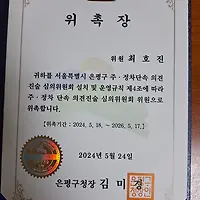 위 촉 장
위원 최 호 진
귀하를 서울특별시 은평구 주·정차단속 의견
진술 심의위원회 설치 및 운영규칙 제4조에 따라
주·정차 단속 의견진술 심의위원회 위원으로
위촉합니다.
[위촉기간 : 2024. 5. 18. ~ 2026. 5. 17.]
2024년 5월 24일
은평구청장 김 미 경